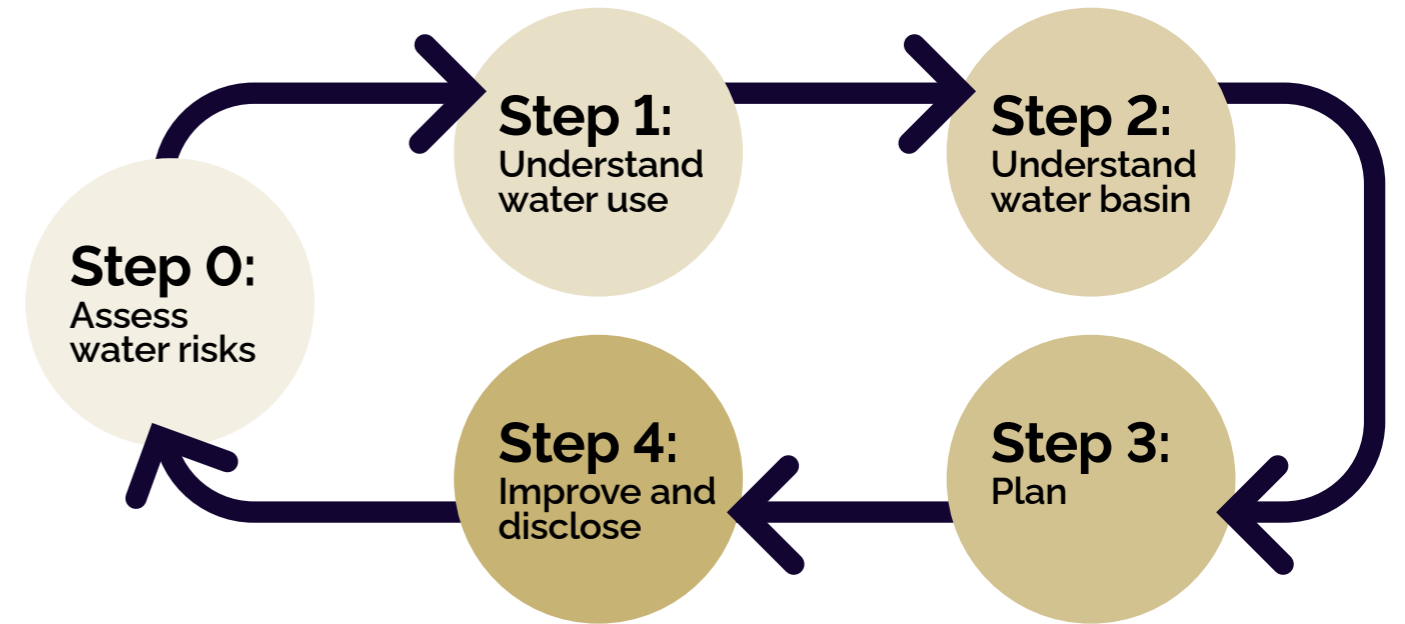 Step 0:
Assess
water risks
Step 1:
Understand
water use
Step 2:
Understand
water basin
Step 3:
Plan
Step 4:
Improve and
disclose